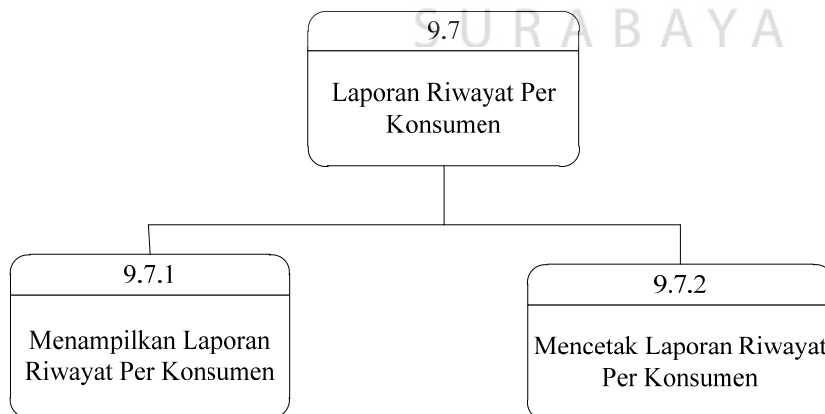 SURABAYA
9.7
Laporan Riwayat Per
Konsumen
9.7.1
Menampilkan Laporan
Riwayat Per Konsumen
9.7.2
Mencetak Laporan Riwayat
Per Konsumen